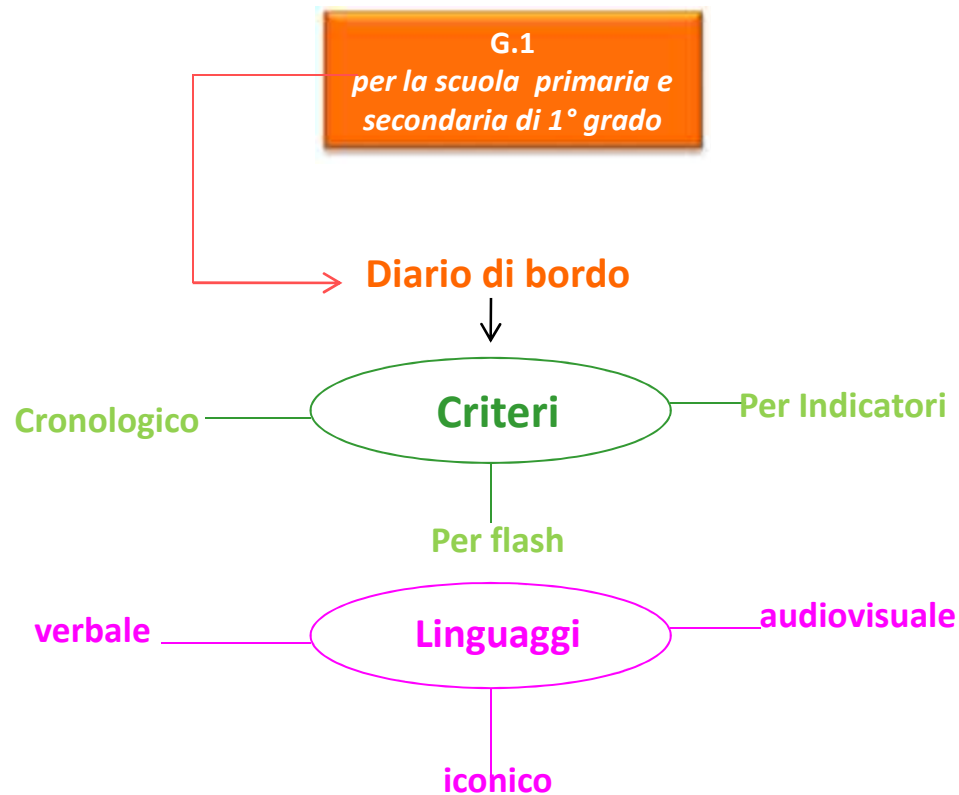 G.1
per la scuola primaria e
secondaria di 1° grado
Diario di bordo
Criteri
Cronologico
Per Indicatori
Per flash
verbale
Linguaggi
audiovisuale
iconico